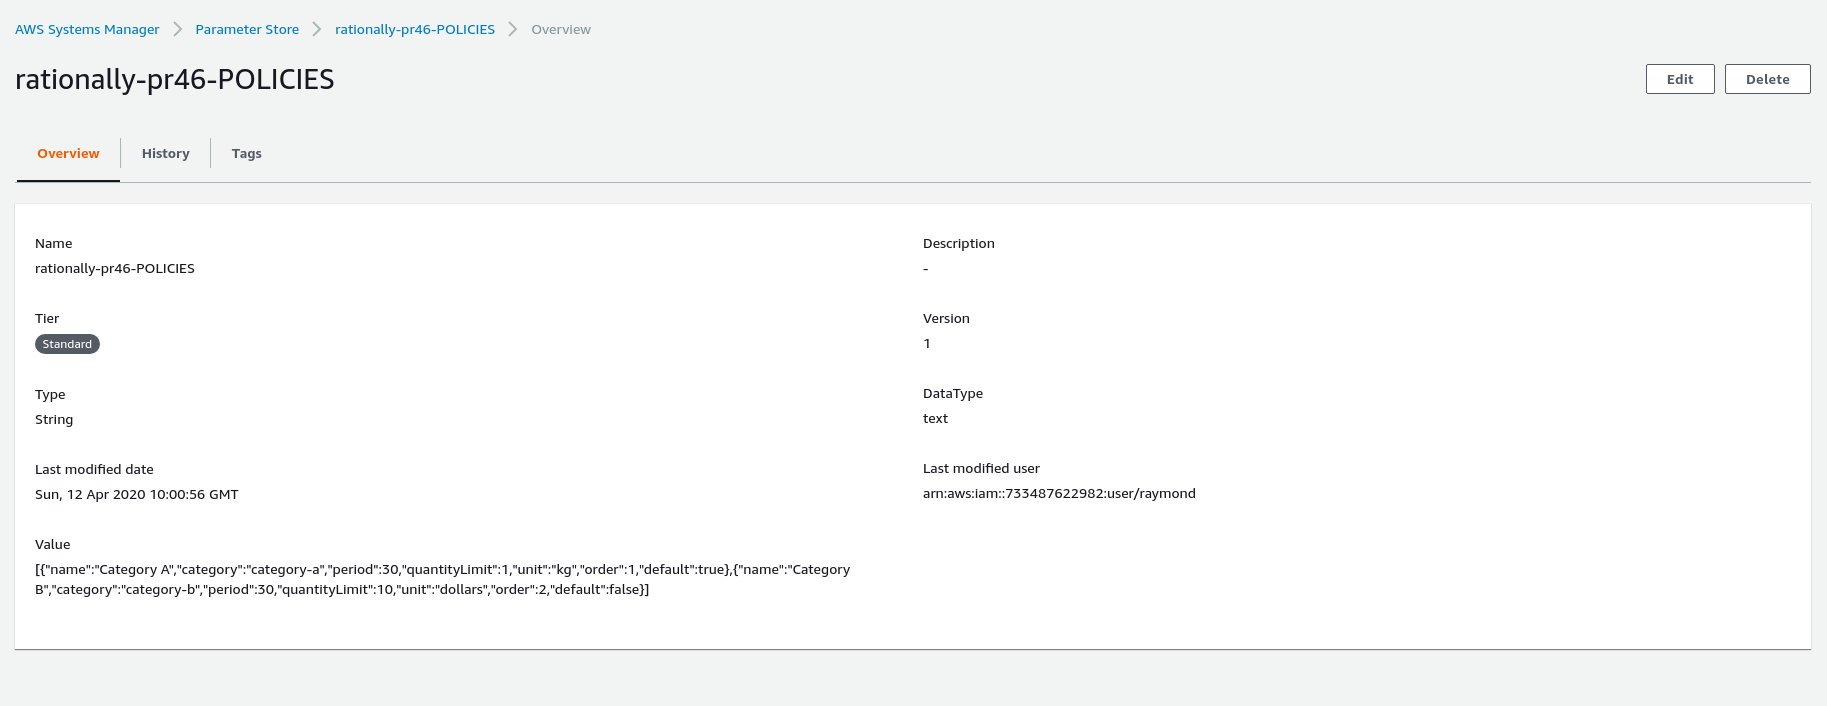 AWS Systems Manager > Parameter Store > rationally-pr46-POLICIES > Overview
rationally-pr46-POLICIES
Edit
Delete
Overview
History
Tags
Name
rationally-pr46-POLICIES
Description
-
Tier
Standard
Version
1
Type
String
DataType
text
Last modified date
Sun, 12 Apr 2020 10:00:56 GMT
Last modified user
arn:aws:iam::733487622982:user/raymond
Value
[{"name":"Category A","category":"category-a","period":30,"quantityLimit":1,"unit":"kg","order":1,"default":true},{"name":"Category
B","category":"category-b","period":30,"quantityLimit":10,"unit":"dollars","order":2,"default":false}]